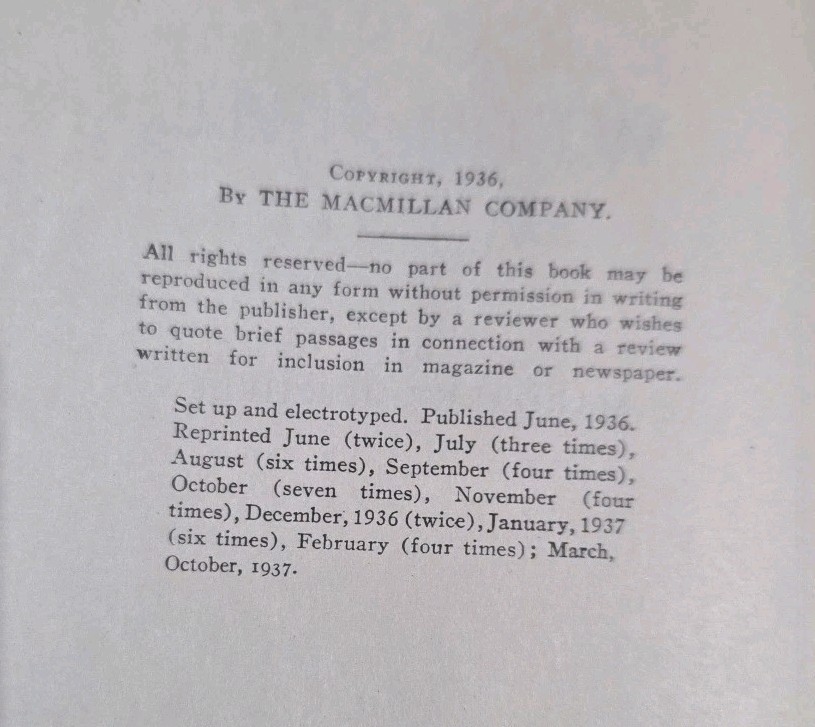 COPYRIGHT, 1936,
BY THE MACMILLAN COMPANY.
All rights reserved—no part of this book may be
reproduced in any form without permission in writing
from the publisher, except by a reviewer who wishes
to quote brief passages in connection with a review
written for inclusion in magazine or newspaper.
Set up and electrotyped. Published June, 1936.
Reprinted June (twice), July (three times),
August (six times), September (four times),
October (seven times), November (four
times), December, 1936 (twice), January, 1937
(six times), February (four times); March,
October, 1937.